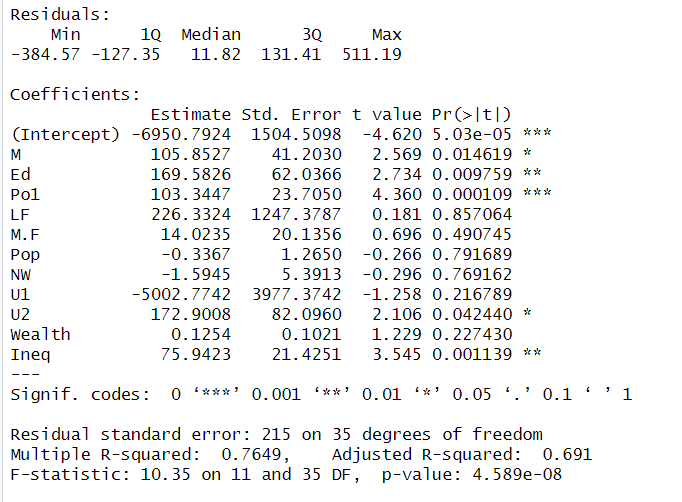 Residuals:
    Min      1Q  Median      3Q     Max
-384.57 -127.35   11.82  131.41  511.19
Coefficients:
              Estimate Std. Error t value Pr(>|t|)
(Intercept) -6950.7924  1504.5098  -4.620 5.03e-05 ***
M             105.8527    41.2030   2.569 0.014619 *
Ed            169.5826    62.0366   2.734 0.009759 **
Po1           103.3447    23.7050   4.360 0.000109 ***
LF            226.3324  1247.3787   0.181 0.857064
M.F            14.0235    20.1356   0.696 0.490745
Pop            -0.3367     1.2650  -0.266 0.791689
NW             -1.5945     5.3913  -0.296 0.769162
U1          -5002.7742  3977.3742  -1.258 0.216789
U2            172.9008    82.0960   2.106 0.042440 *
Wealth          0.1254     0.1021   1.229 0.227430
Ineq           75.9423    21.4251   3.545 0.001139 **
---
Signif. codes:  0 ‘***’ 0.001 ‘**’ 0.01 ‘*’ 0.05 ‘.’ 0.1 ‘ ’ 1
Residual standard error: 215 on 35 degrees of freedom
Multiple R-squared:  0.7649,    Adjusted R-squared:  0.691
F-statistic: 10.35 on 11 and 35 DF,  p-value: 4.589e-08